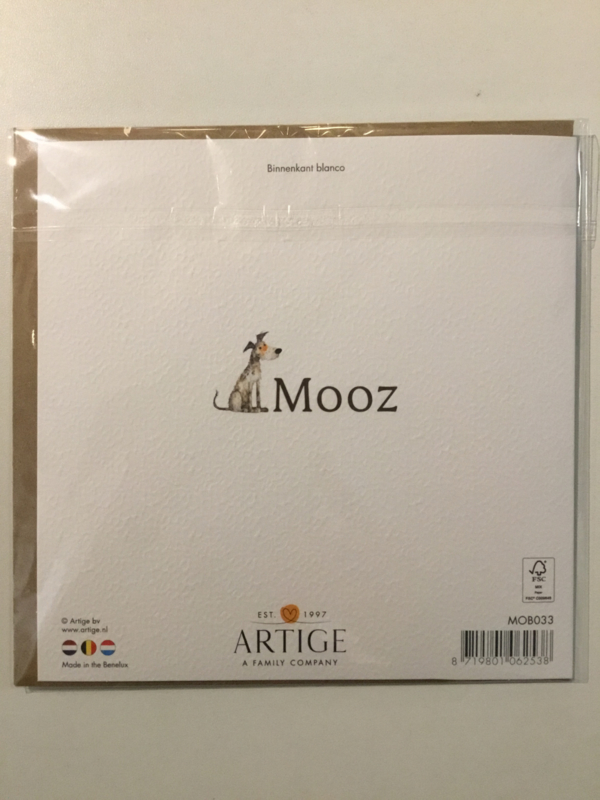 Binnenkant blanco
Mooz
FSC
© Artige bv
www.artige.nl
Made in the Benelux
EST. 1997
ARTIGE
A FAMILY COMPANY
MOB033
8 719801 062538